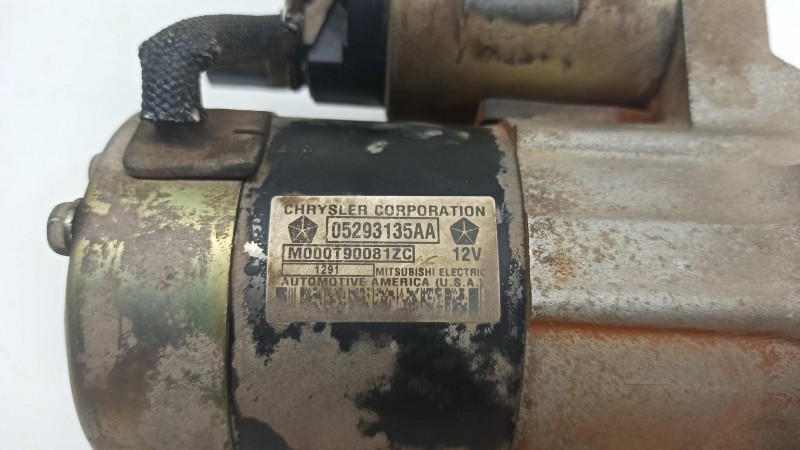 CHRYSLER CORPORATION
05293135AA
M000T90081ZC 12V
1291 MITSUBISHI ELECTRIC
AUTOMOTIVE AMERICA (U.S.A.)